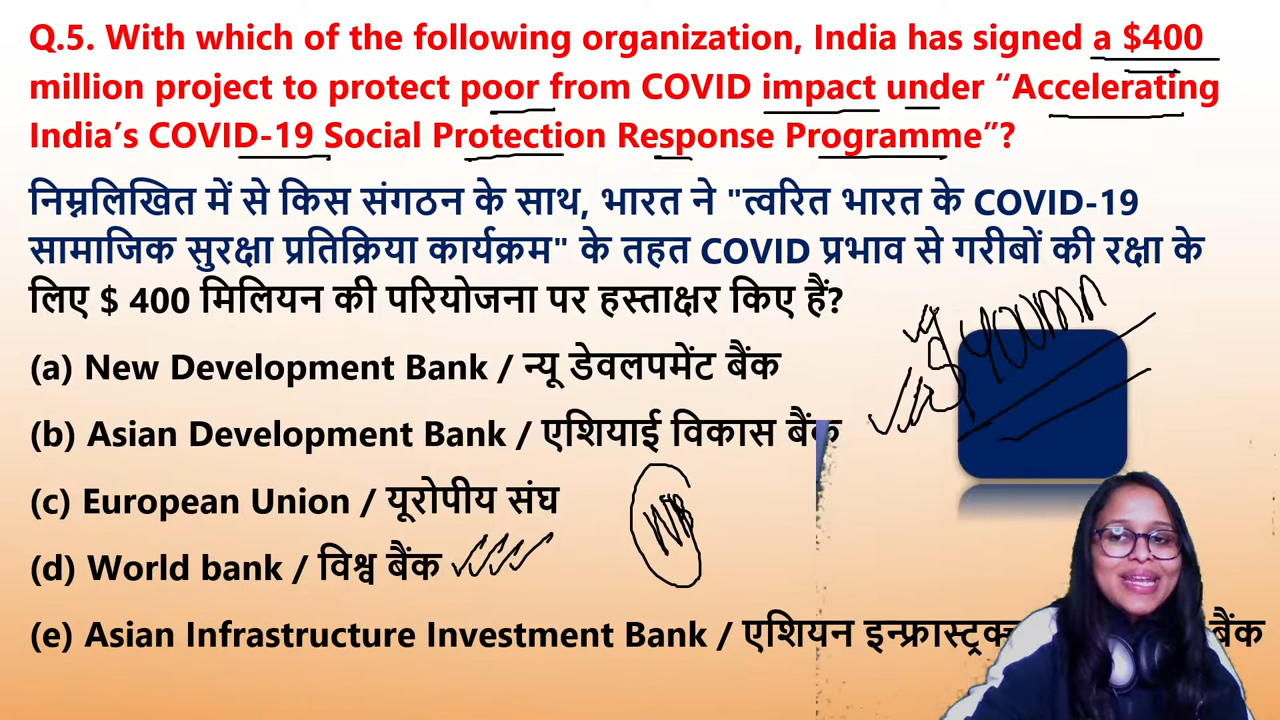 Q.5. With which of the following organization, India has signed a $400
million project to protect poor from COVID impact under “Accelerating
India’s COVID-19 Social Protection Response Programme”?
निम्नलिखित में से किस संगठन के साथ, भारत ने "त्वरित भारत के COVID-19
सामाजिक सुरक्षा प्रतिक्रिया कार्यक्रम" के तहत COVID प्रभाव से गरीबों की रक्षा के
लिए $ 400 मिलियन की परियोजना पर हस्ताक्षर किए हैं?
(a) New Development Bank / न्यू डेवलपमेंट बैंक
(b) Asian Development Bank / एशियाई विकास बैंक
(c) European Union / यूरोपीय संघ
WB
(d) World bank / विश्व बैंक
(e) Asian Infrastructure Investment Bank / एशियन बैंक